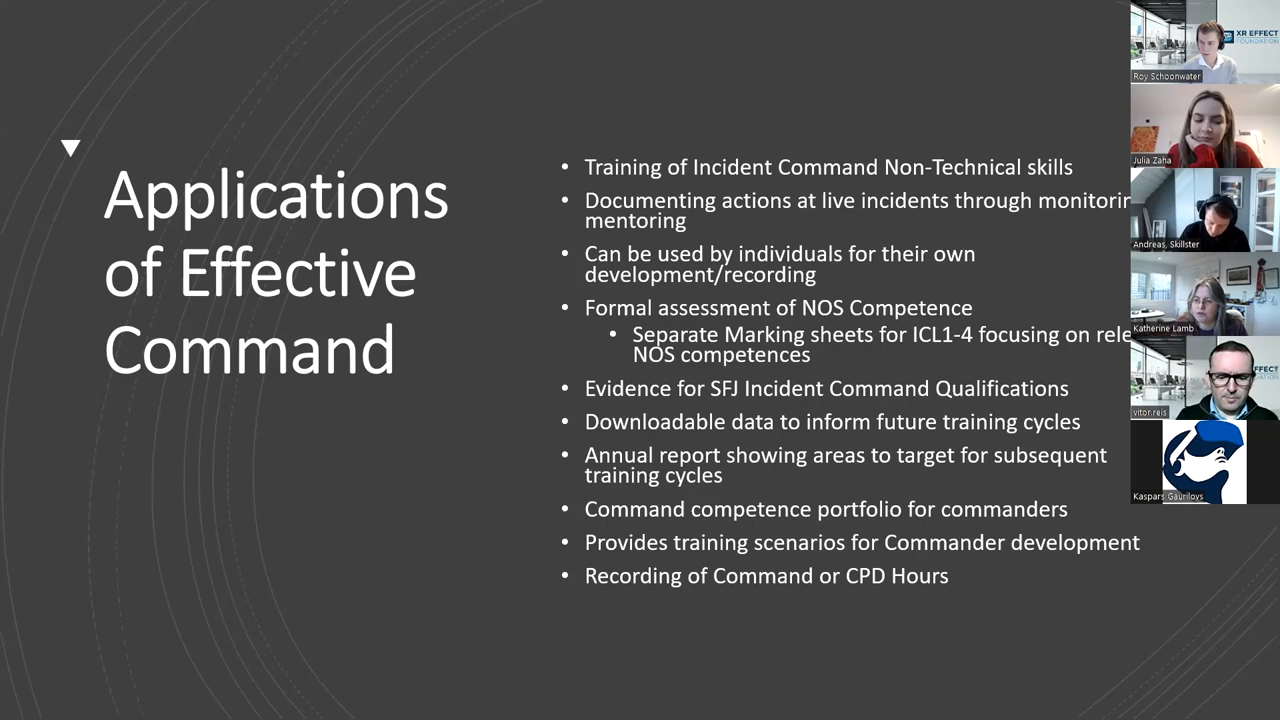 Applications
of Effective
Command
• Training of Incident Command Non-Technical skills
• Documenting actions at live incidents through
mentoring
• Can be used by individuals for their own
development/recording
• Formal assessment of NOS Competence
• Separate Marking sheets for ICL1-4 focusing on
NOS competences
• Evidence for SFJ Incident Command Qualifications
• Downloadable data to inform future training cycles
• Annual report showing areas to target for subsequent
training cycles
• Command competence portfolio for commanders
• Provides training scenarios for Commander development
• Recording of Command or CPD Hours
XR EFFECT
FOUNDATION
Roy Schoonwater
Julia Zaha
Andreas, Skillster
Katherine Lamb
vitor.reis
Kaspars Gaurilovs